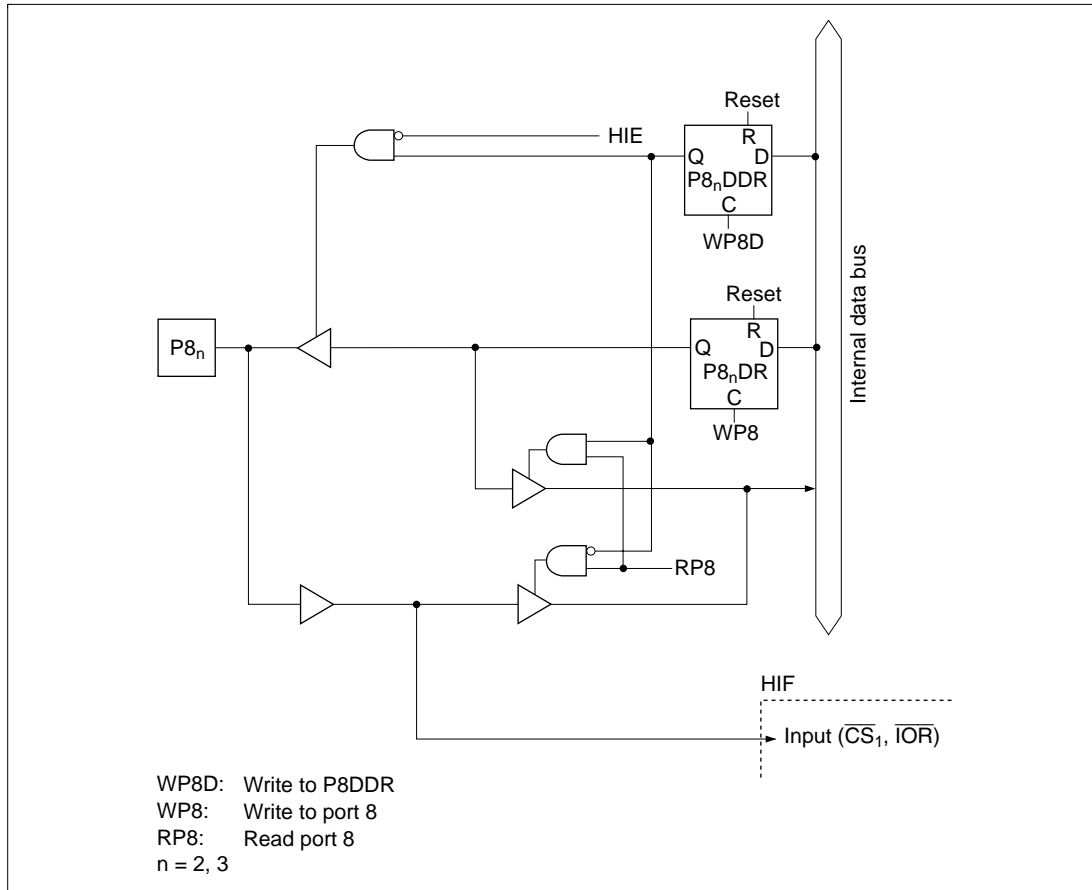 Reset
R
HIE
Q D
P8nDDR
C
WP8D
Reset
R
P8n
Q D
P8nDR
C
WP8
Internal data bus
RP8
HIF
Input (CS1, IOR)
WP8D: Write to P8DDR
WP8: Write to port 8
RP8: Read port 8
n = 2, 3